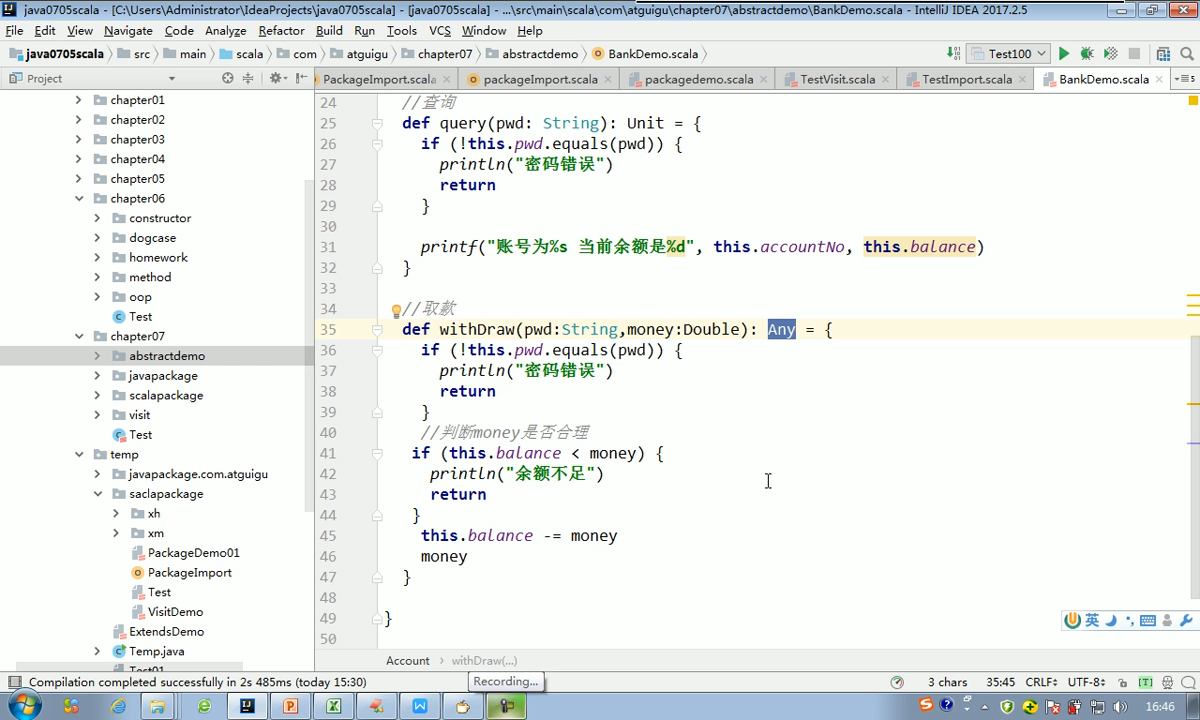 java0705scala - [C:\Users\Administrator\IdeaProjects\java0705scala] - [java0705scala] - ...\src\main\scala\com\atguigu\chapter07\abstractdemo\BankDemo.scala - IntelliJ IDEA 2017.2.5
File Edit View Navigate Code Analyze Refactor Build Run Tools VCS Window Help
java0705scala src main scala com atguigu chapter07 abstractdemo BankDemo.scala Test100
Project PackageImport.scala packageImport.scala packagedemo.scala TestVisit.scala TestImport.scala BankDemo.scala
chapter01
chapter02
chapter03
chapter04
chapter05
chapter06
constructor
dogcase
homework
method
oop
Test
chapter07
abstractdemo
javapackage
scalapackage
visit
Test
temp
javapackage.com.atguigu
saclapackage
xh
xm
PackageDemo01
PackageImport
Test
VisitDemo
ExtendsDemo
Temp.java
Test01
24 //查询
25 def query(pwd: String): Unit = {
26 if (!this.pwd.equals(pwd)) {
27 println("密码错误")
28 return
29 }
30
31 printf("账号为%s 当前余额是%d", this.accountNo, this.balance)
32 }
33
34 //取款
35 def withDraw(pwd:String,money:Double): Any = {
36 if (!this.pwd.equals(pwd)) {
37 println("密码错误")
38 return
39 }
40 //判断money是否合理
41 if (this.balance < money) {
42 println("余额不足")
43 return
44 }
45 this.balance -= money
46 money
47 }
48
49 }
50
英
Account withDraw(...)
Recording...
Compilation completed successfully in 2s 485ms (today 15:30) 3 chars 35:45 CRLF UTF-8
16:46